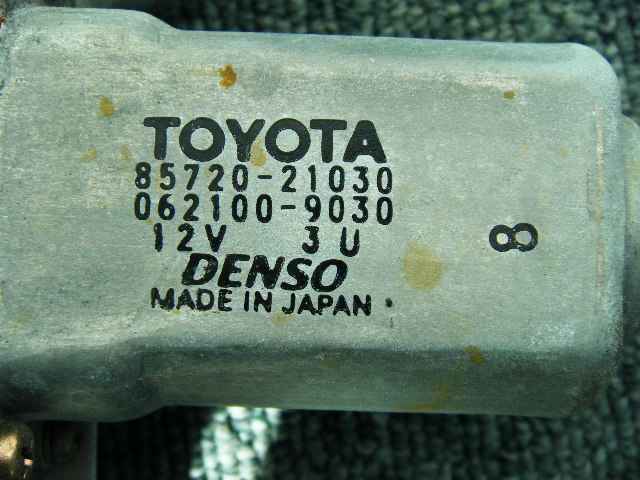 TOYOTA
85720-21030
062100-9030
12V 3U
8
DENSO
MADE IN JAPAN